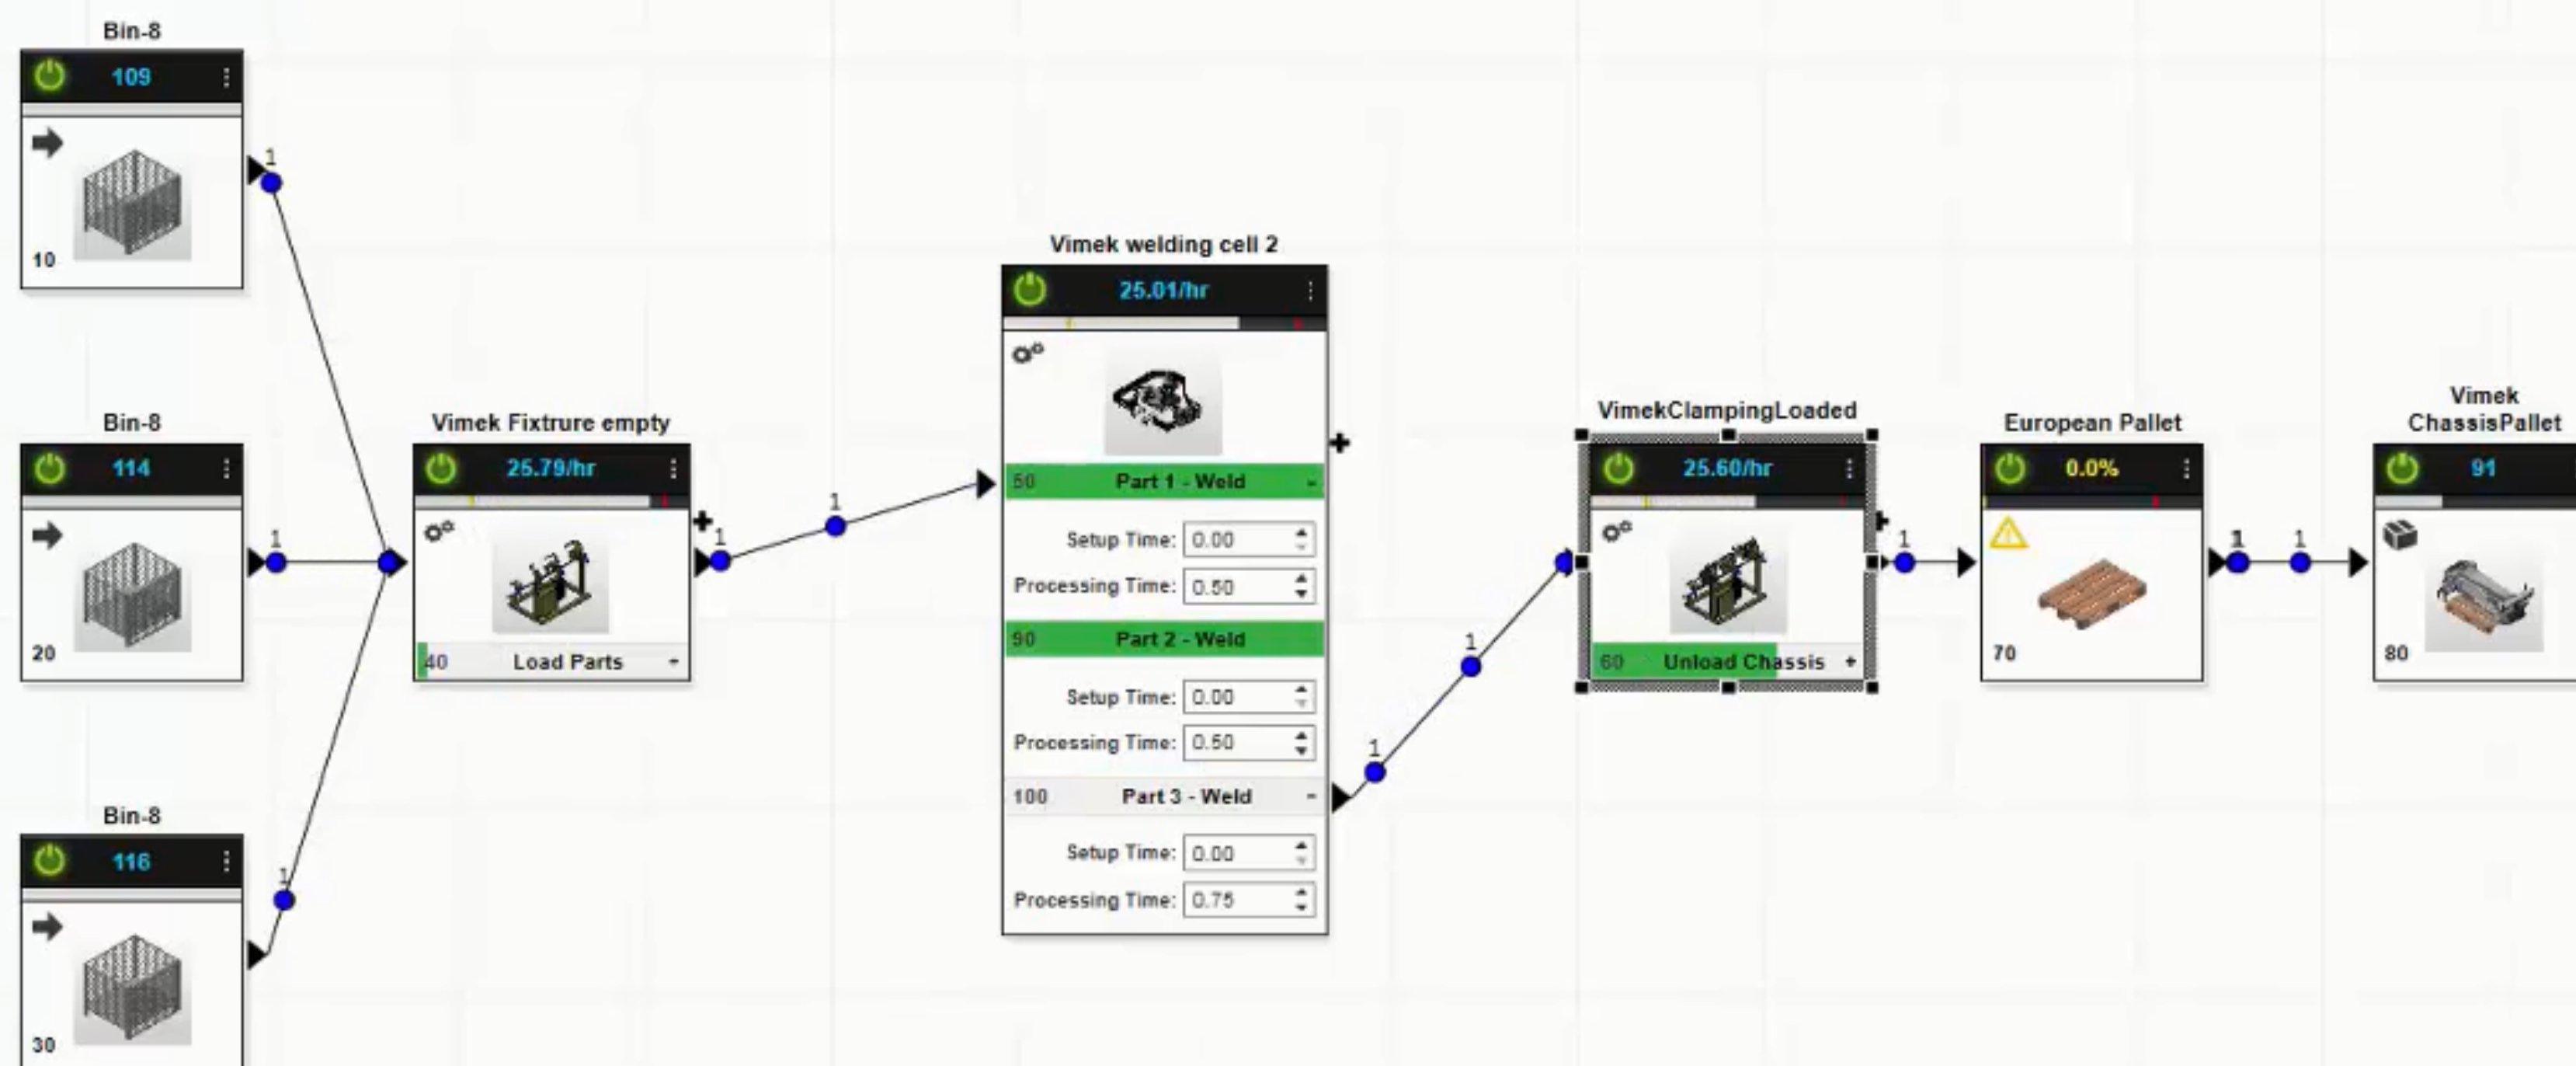 Bin-8
109
1
10
Bin-8
114
1
20
Bin-8
116
1
30
Vimek Fixtrure empty
25.79/hr
40 Load Parts
1
1
Vimek welding cell 2
25.01/hr
50 Part 1 - Weld -
Setup Time: 0.00
Processing Time: 0.50
90 Part 2 - Weld
Setup Time: 0.00
Processing Time: 0.50
100 Part 3 - Weld -
Setup Time: 0.00
Processing Time: 0.75
1
1
VimekClampingLoaded
25.60/hr
60 Unload Chassis +
1
European Pallet
0.0%
70
1
1
Vimek
ChassisPallet
91
80